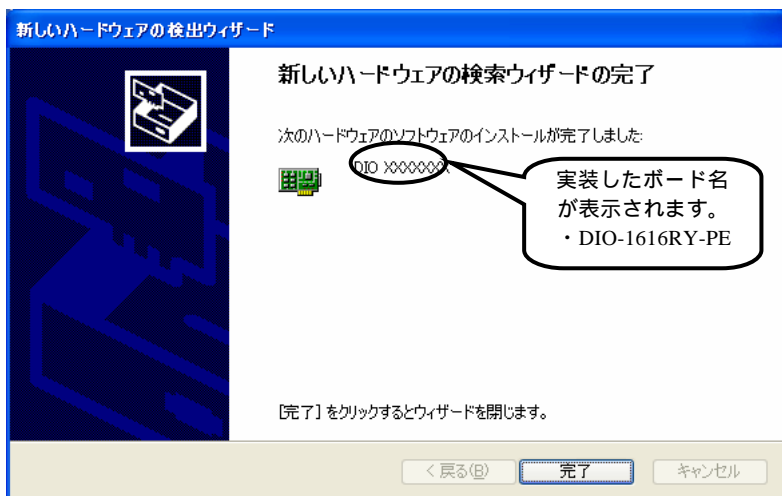 新しいハードウェアの検出ウィザード
新しいハードウェアの検索ウィザードの完了
次のハードウェアのソフトウェアのインストールが完了しました:
DIO XXXXXXX
実装したボード名
が表示されます。
・DIO-1616RY-PE
[完了] をクリックするとウィザードを閉じます。
< 戻る(B)
完了
キャンセル